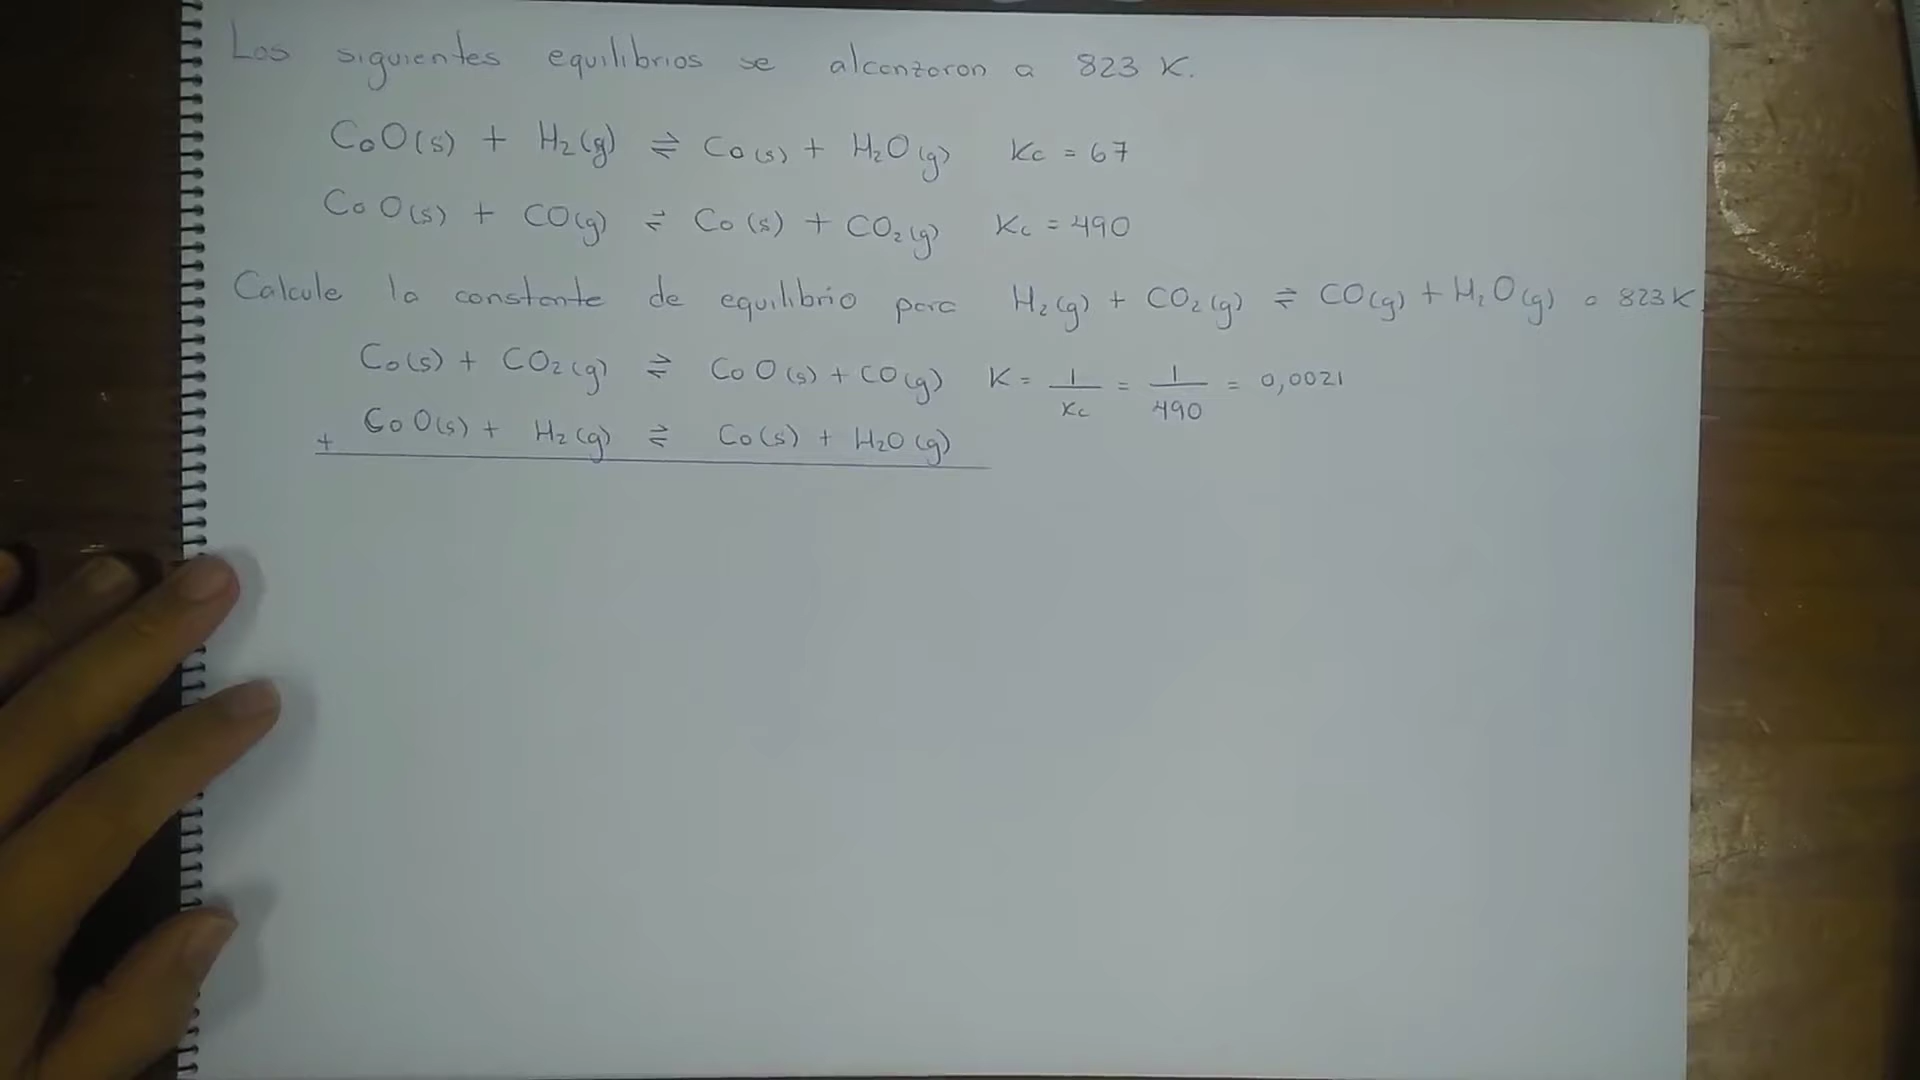 Los siguientes equilibrios se alcanzaron a 823 K.
CoO(s) + H₂(g) ⇌ Co(s) + H₂O(g) Kc = 67
CoO(s) + CO(g) ⇌ Co(s) + CO₂(g) Kc = 490
Calcule la constante de equilibrio para H₂(g) + CO₂(g) ⇌ CO(g) + H₂O(g) a 823K
Co(s) + CO₂(g) ⇌ CoO(s) + CO(g) K = 1/Kc = 1/490 = 0,0021
+ CoO(s) + H₂(g) ⇌ Co(s) + H₂O(g)